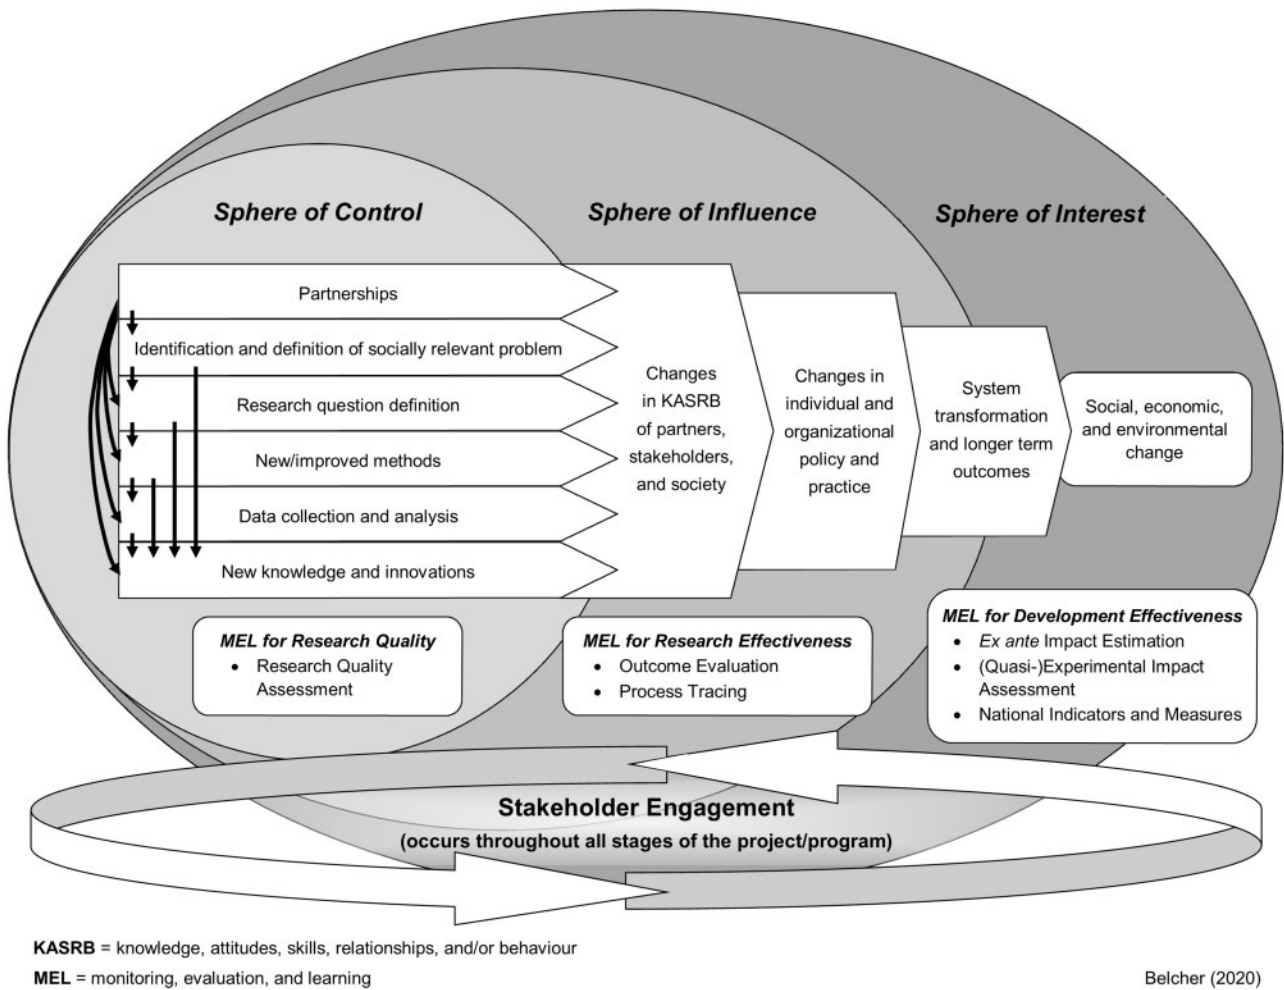 Sphere of Control
Sphere of Influence
Sphere of Interest
Partnerships
Identification and definition of socially relevant problem
Research question definition
New/improved methods
Data collection and analysis
New knowledge and innovations
Changes
in KASRB
of partners,
stakeholders,
and society
Changes in
individual and
organizational
policy and
practice
System
transformation
and longer term
outcomes
Social, economic,
and environmental
change
MEL for Research Quality
• Research Quality
Assessment
MEL for Research Effectiveness
• Outcome Evaluation
• Process Tracing
MEL for Development Effectiveness
• Ex ante Impact Estimation
• (Quasi-)Experimental Impact
Assessment
• National Indicators and Measures
Stakeholder Engagement
(occurs throughout all stages of the project/program)
KASRB = knowledge, attitudes, skills, relationships, and/or behaviour
MEL = monitoring, evaluation, and learning
Belcher (2020)